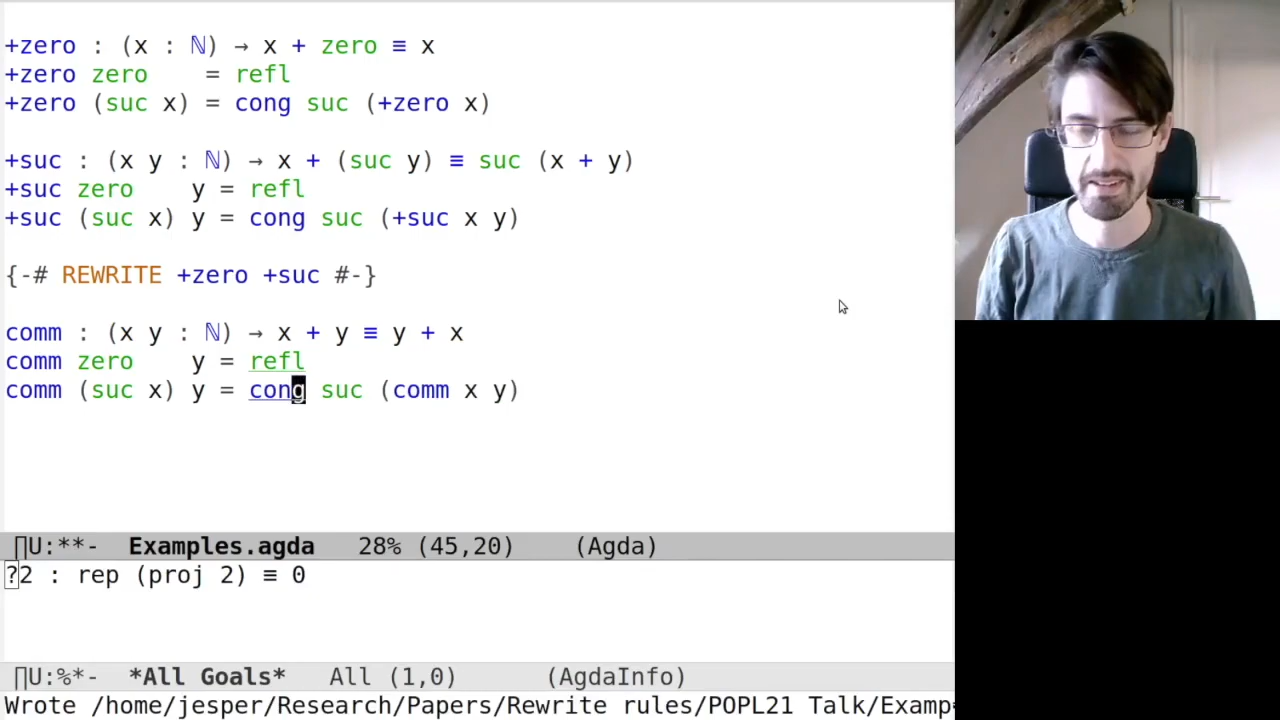 +zero : (x : ℕ) → x + zero ≡ x
+zero zero    = refl
+zero (suc x) = cong suc (+zero x)
+suc : (x y : ℕ) → x + (suc y) ≡ suc (x + y)
+suc zero    y = refl
+suc (suc x) y = cong suc (+suc x y)
{-# REWRITE +zero +suc #-}
comm : (x y : ℕ) → x + y ≡ y + x
comm zero    y = refl
comm (suc x) y = cong suc (comm x y)
∏U:**-  Examples.agda   28% (45,20)    (Agda)
?2 : rep (proj 2) ≡ 0
∏U:%*-  *All Goals*   All (1,0)      (AgdaInfo)
Wrote /home/jesper/Research/Papers/Rewrite rules/POPL21 Talk/Examp